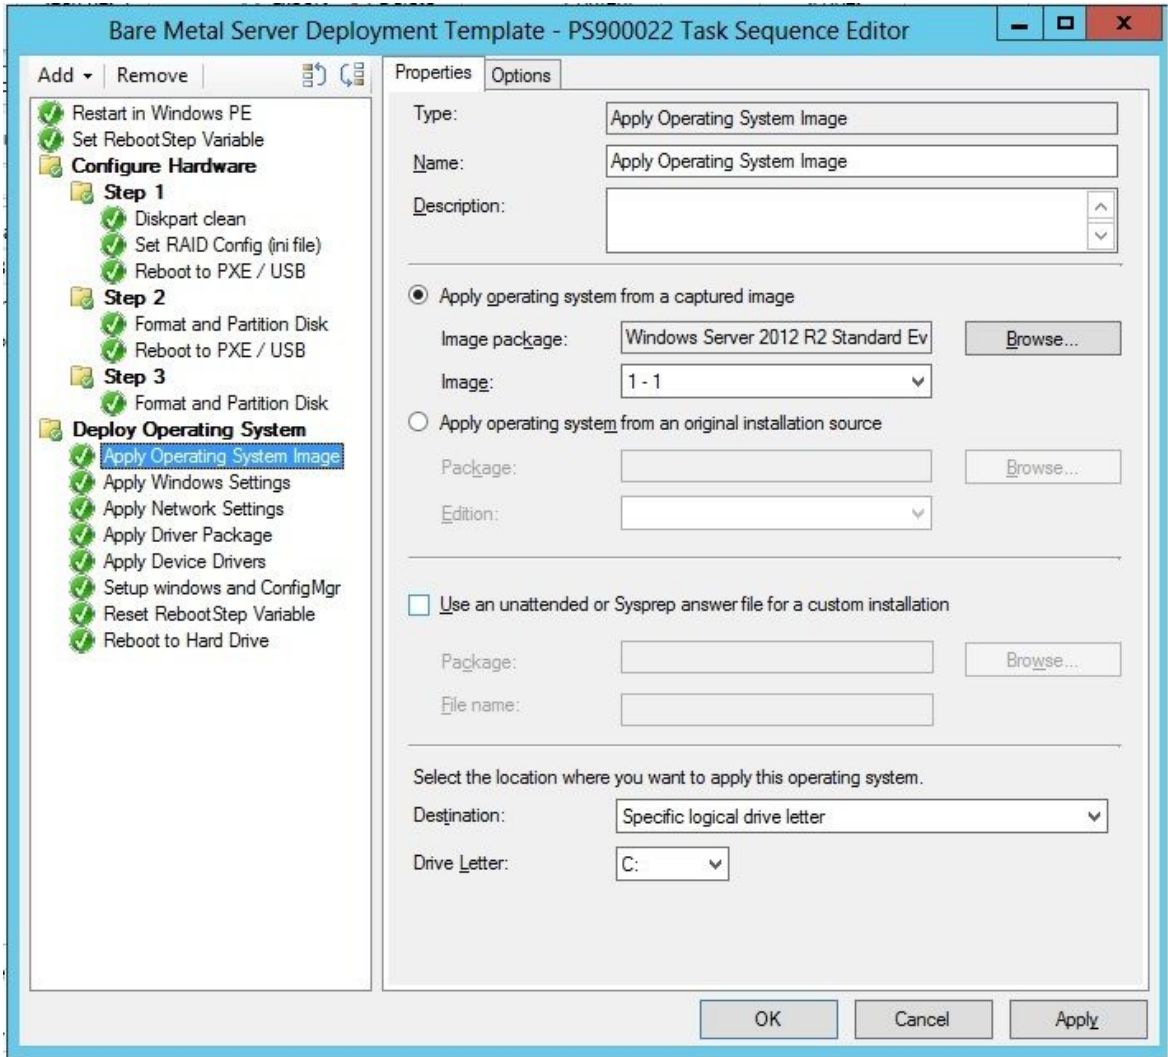 Bare Metal Server Deployment Template - PS900022 Task Sequence Editor
Add
Remove
Restart in Windows PE
Set RebootStep Variable
Configure Hardware
Step 1
Diskpart clean
Set RAID Config (ini file)
Reboot to PXE / USB
Step 2
Format and Partition Disk
Reboot to PXE / USB
Step 3
Format and Partition Disk
Deploy Operating System
Apply Operating System Image
Apply Windows Settings
Apply Network Settings
Apply Driver Package
Apply Device Drivers
Setup windows and ConfigMgr
Reset RebootStep Variable
Reboot to Hard Drive
Properties
Options
Type: Apply Operating System Image
Name: Apply Operating System Image
Description:
Apply operating system from a captured image
Image package: Windows Server 2012 R2 Standard Ev Browse...
Image: 1 - 1
Apply operating system from an original installation source
Package: Browse...
Edition:
Use an unattended or Sysprep answer file for a custom installation
Package: Browse...
File name:
Select the location where you want to apply this operating system.
Destination: Specific logical drive letter
Drive Letter: C:
OK Cancel Apply